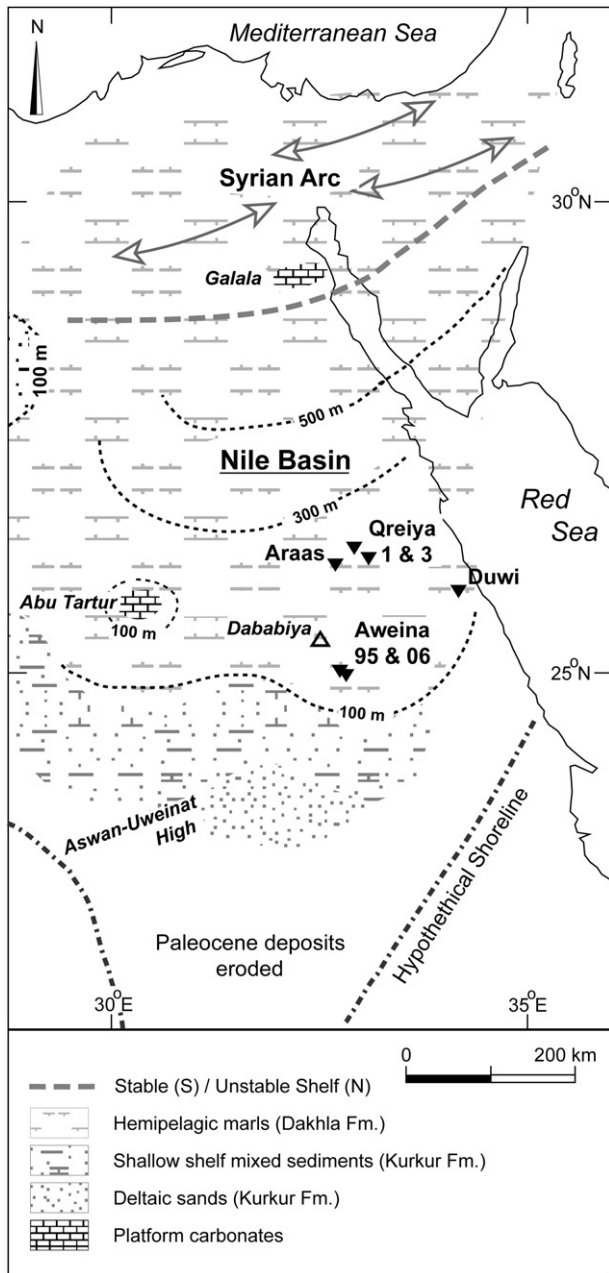 N
Mediterranean Sea
Syrian Arc
30°N
Galala
100 m
500 m
Nile Basin
300 m
Red
Sea
Qreiya
1 & 3
Araas
Duwi
Abu Tartur
100 m
Dababiya
Aweina
95 & 06
25°N
100 m
Aswan-Uweinat
High
Hypothethical Shoreline
Paleocene deposits
eroded
30°E
35°E
0 200 km
Stable (S) / Unstable Shelf (N)
Hemipelagic marls (Dakhla Fm.)
Shallow shelf mixed sediments (Kurkur Fm.)
Deltaic sands (Kurkur Fm.)
Platform carbonates